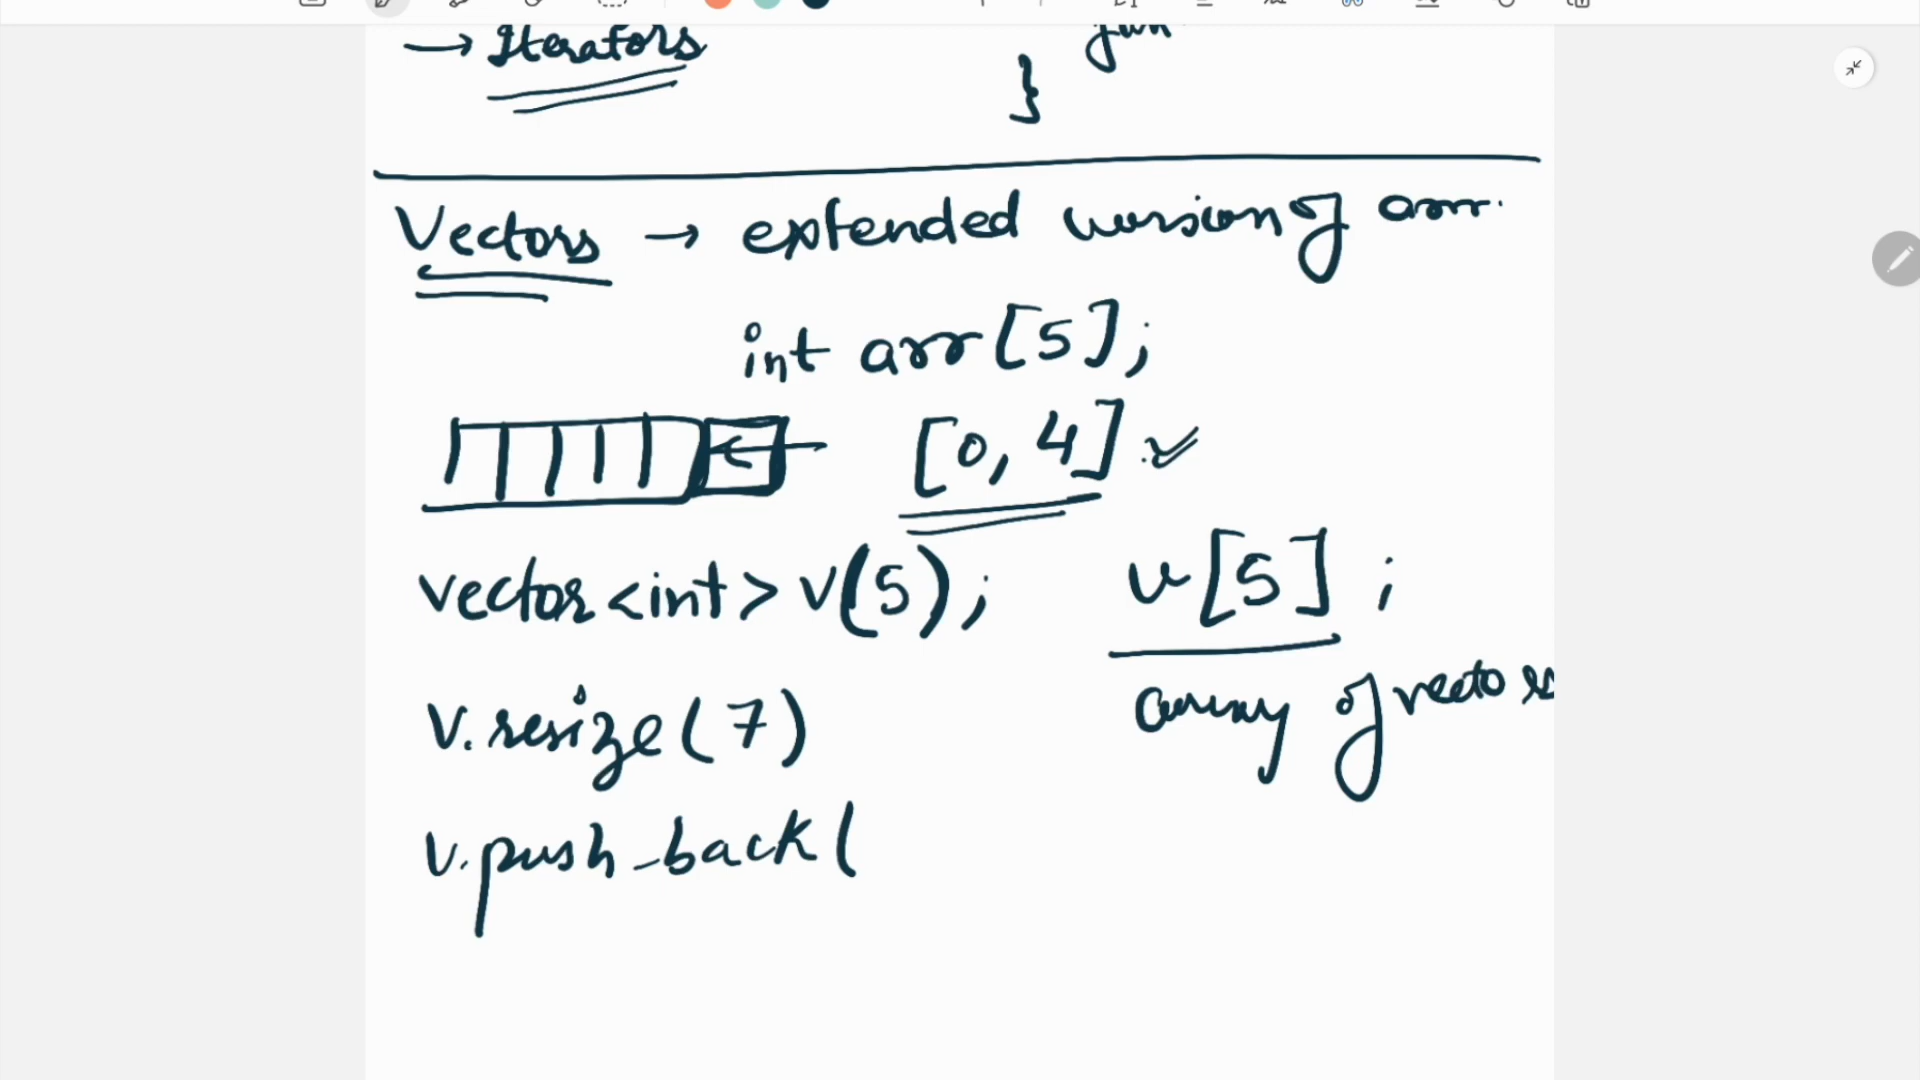 → Iterators
fun
}
Vectors → extended version of arr.
int arr[5];
[0, 4]
vector<int> v(5); v[5];
array of vectors
v.resize(7)
v.push_back(